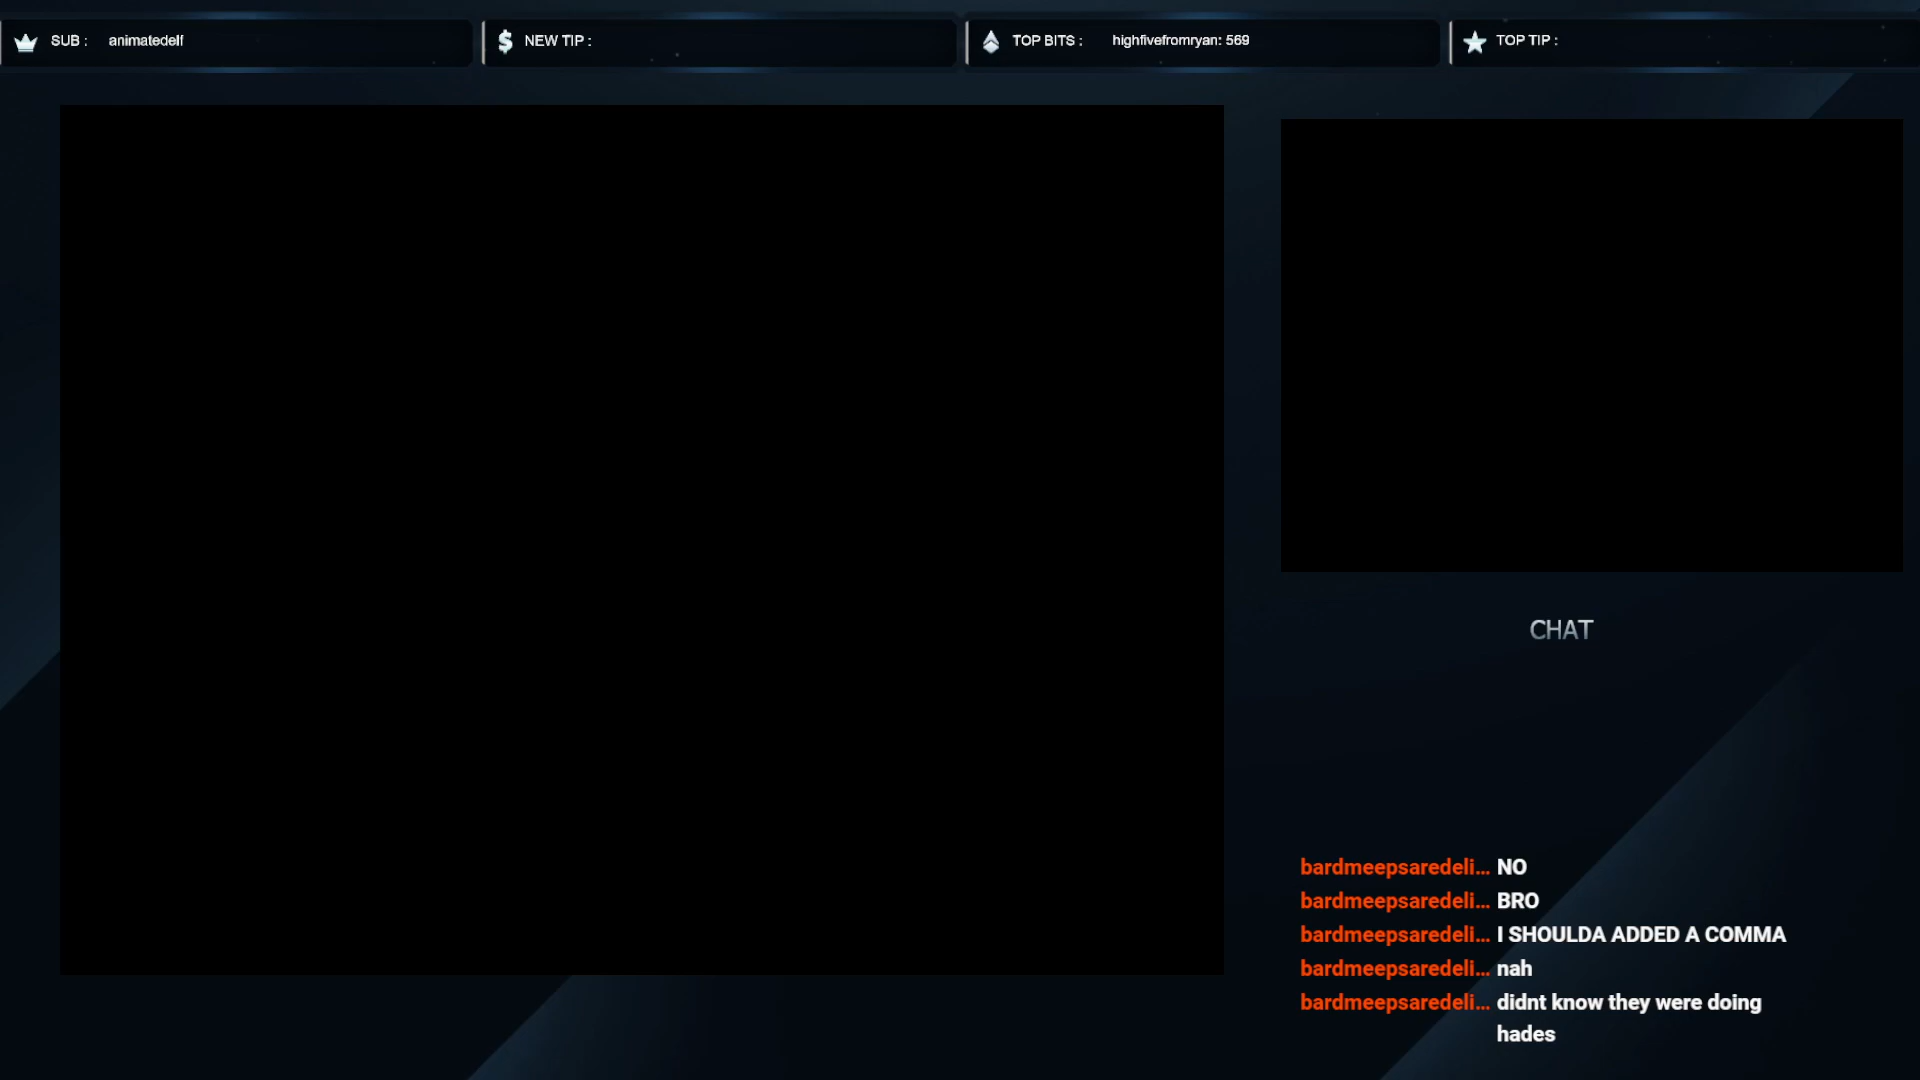 SUB : animatedelf
NEW TIP :
TOP BITS : highfivefromryan: 569
TOP TIP :
CHAT
bardmeepsaredeli... NO
bardmeepsaredeli... BRO
bardmeepsaredeli... I SHOULDA ADDED A COMMA
bardmeepsaredeli... nah
bardmeepsaredeli... didnt know they were doing
hades